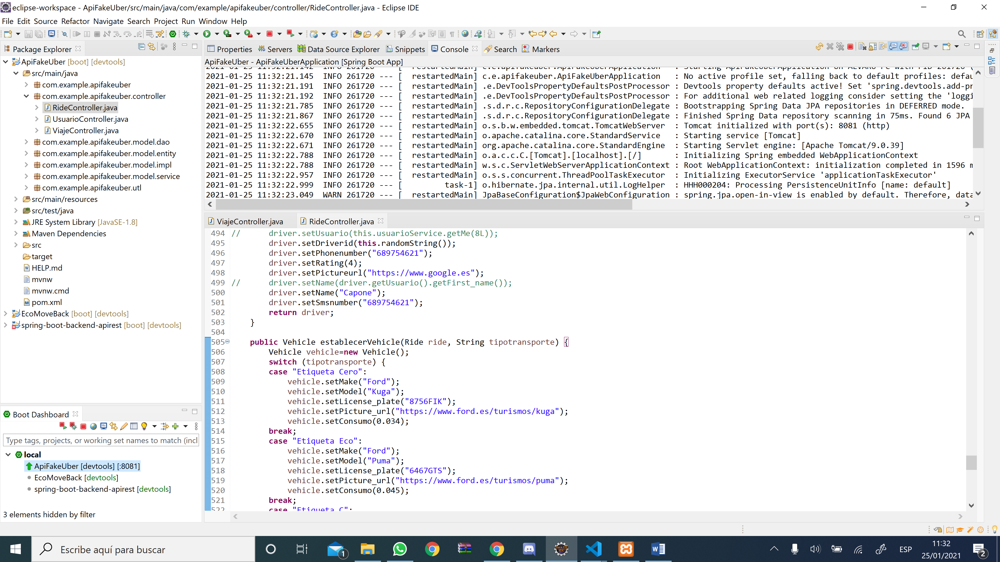 eclipse-workspace - ApiFakeUber/src/main/java/com/example/apifakeuber/controller/RideController.java - Eclipse IDE
File Edit Source Refactor Navigate Search Project Run Window Help
Package Explorer
ApiFakeUber [boot] [devtools]
src/main/java
com.example.apifakeuber
com.example.apifakeuber.controller
RideController.java
UsuarioController.java
ViajeController.java
com.example.apifakeuber.model.dao
com.example.apifakeuber.model.entity
com.example.apifakeuber.model.impl
com.example.apifakeuber.model.service
com.example.apifakeuber.utl
src/main/resources
src/test/java
JRE System Library [JavaSE-1.8]
Maven Dependencies
src
target
HELP.md
mvnw
mvnw.cmd
pom.xml
EcoMoveBack [boot] [devtools]
spring-boot-backend-apirest [boot] [devtools]
Boot Dashboard
Type tags, projects, or working set names to match (incl
local
ApiFakeUber [devtools] [:8081]
EcoMoveBack [devtools]
spring-boot-backend-apirest [devtools]
3 elements hidden by filter
Properties Servers Data Source Explorer Snippets Console Search Markers
ApiFakeUber - ApiFakeUberApplication [Spring Boot App]
2021-01-25 11:32:21.145  INFO 261720 --- [  restartedMain] c.e.apifakeuber.ApiFakeUberApplication   : No active profile set, falling back to default profiles: defau
2021-01-25 11:32:21.191  INFO 261720 --- [  restartedMain] .e.DevToolsPropertyDefaultsPostProcessor : Devtools property defaults active! Set 'spring.devtools.add-pr
2021-01-25 11:32:21.192  INFO 261720 --- [  restartedMain] .e.DevToolsPropertyDefaultsPostProcessor : For additional web related logging consider setting the 'loggi
2021-01-25 11:32:21.785  INFO 261720 --- [  restartedMain] .s.d.r.c.RepositoryConfigurationDelegate : Bootstrapping Spring Data JPA repositories in DEFERRED mode.
2021-01-25 11:32:21.867  INFO 261720 --- [  restartedMain] .s.d.r.c.RepositoryConfigurationDelegate : Finished Spring Data repository scanning in 75ms. Found 6 JPA
2021-01-25 11:32:22.655  INFO 261720 --- [  restartedMain] o.s.b.w.embedded.tomcat.TomcatWebServer  : Tomcat initialized with port(s): 8081 (http)
2021-01-25 11:32:22.670  INFO 261720 --- [  restartedMain] o.apache.catalina.core.StandardService   : Starting service [Tomcat]
2021-01-25 11:32:22.671  INFO 261720 --- [  restartedMain] org.apache.catalina.core.StandardEngine  : Starting Servlet engine: [Apache Tomcat/9.0.39]
2021-01-25 11:32:22.788  INFO 261720 --- [  restartedMain] o.a.c.c.C.[Tomcat].[localhost].[/]       : Initializing Spring embedded WebApplicationContext
2021-01-25 11:32:22.788  INFO 261720 --- [  restartedMain] w.s.c.ServletWebServerApplicationContext : Root WebApplicationContext: initialization completed in 1596 m
2021-01-25 11:32:22.957  INFO 261720 --- [  restartedMain] o.s.s.concurrent.ThreadPoolTaskExecutor  : Initializing ExecutorService 'applicationTaskExecutor'
2021-01-25 11:32:22.999  INFO 261720 --- [         task-1] o.hibernate.jpa.internal.util.LogHelper  : HHH000204: Processing PersistenceUnitInfo [name: default]
2021-01-25 11:32:23.049  WARN 261720 --- [  restartedMain] JpaBaseConfiguration$JpaWebConfiguration : spring.jpa.open-in-view is enabled by default. Therefore, data
ViajeController.java RideController.java
494 //      driver.setUsuario(this.usuarioService.getMe(8L));
495         driver.setDriverid(this.randomString());
496         driver.setPhonenumber("689754621");
497         driver.setRating(4);
498         driver.setPictureurl("https://www.google.es");
499 //      driver.setName(driver.getUsuario().getFirst_name());
500         driver.setName("Capone");
501         driver.setSmsnumber("689754621");
502         return driver;
503     }
504
505     public Vehicle establecerVehicle(Ride ride, String tipotransporte) {
506         Vehicle vehicle=new Vehicle();
507         switch (tipotransporte) {
508         case "Etiqueta Cero":
509             vehicle.setMake("Ford");
510             vehicle.setModel("Kuga");
511             vehicle.setLicense_plate("8756FIK");
512             vehicle.setPicture_url("https://www.ford.es/turismos/kuga");
513             vehicle.setConsumo(0.034);
514         break;
515         case "Etiqueta Eco":
516             vehicle.setMake("Ford");
517             vehicle.setModel("Puma");
518             vehicle.setLicense_plate("6467GTS");
519             vehicle.setPicture_url("https://www.ford.es/turismos/puma");
520             vehicle.setConsumo(0.045);
521         break;
522         case "Etiqueta C":
Escribe aquí para buscar
1
ESP
11:32
25/01/2021
2